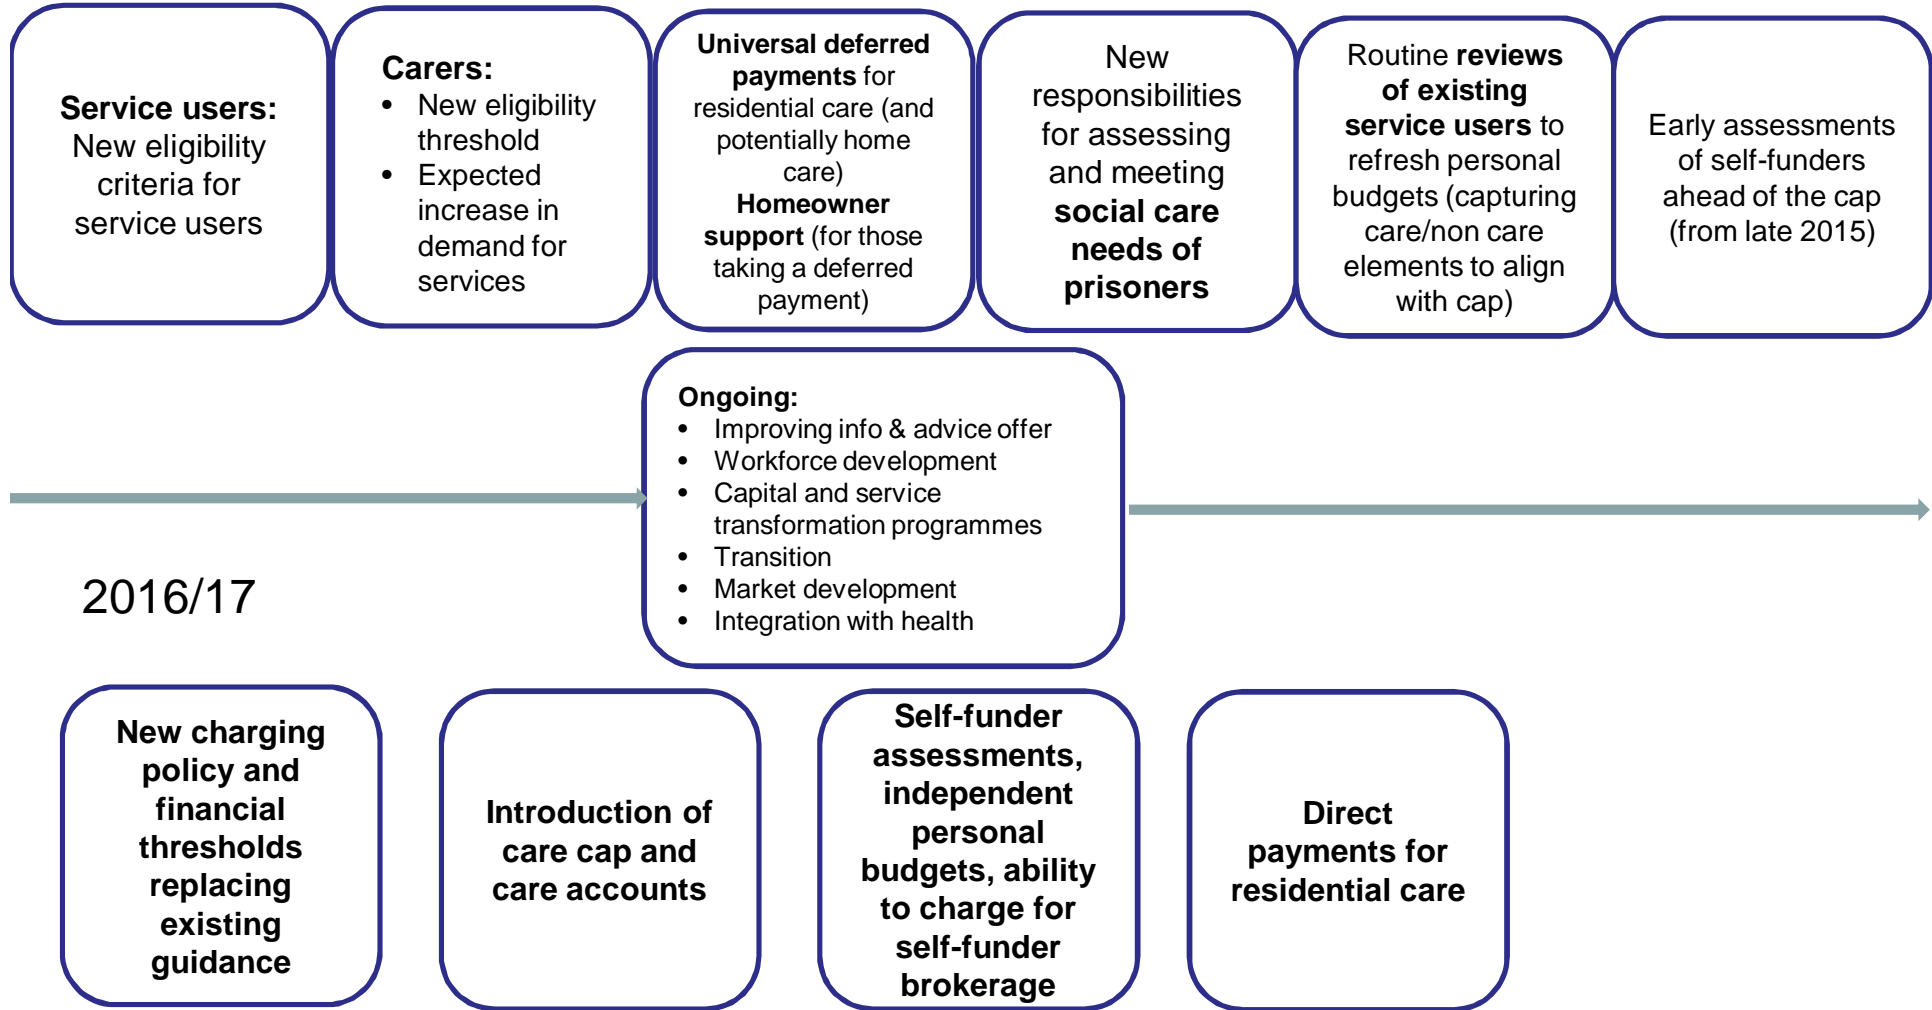 Service users:
New eligibility
criteria for
service users
Carers:
• New eligibility
threshold
• Expected
increase in
demand for
services
Universal deferred
payments for
residential care (and
potentially home
care)
Homeowner
support (for those
taking a deferred
payment)
New
responsibilities
for assessing
and meeting
social care
needs of
prisoners
Routine reviews
of existing
service users to
refresh personal
budgets (capturing
care/non care
elements to align
with cap)
Early assessments
of self-funders
ahead of the cap
(from late 2015)
Ongoing:
• Improving info & advice offer
• Workforce development
• Capital and service
transformation programmes
• Transition
• Market development
• Integration with health
2016/17
New charging
policy and
financial
thresholds
replacing
existing
guidance
Introduction of
care cap and
care accounts
Self-funder
assessments,
independent
personal
budgets, ability
to charge for
self-funder
brokerage
Direct
payments for
residential care